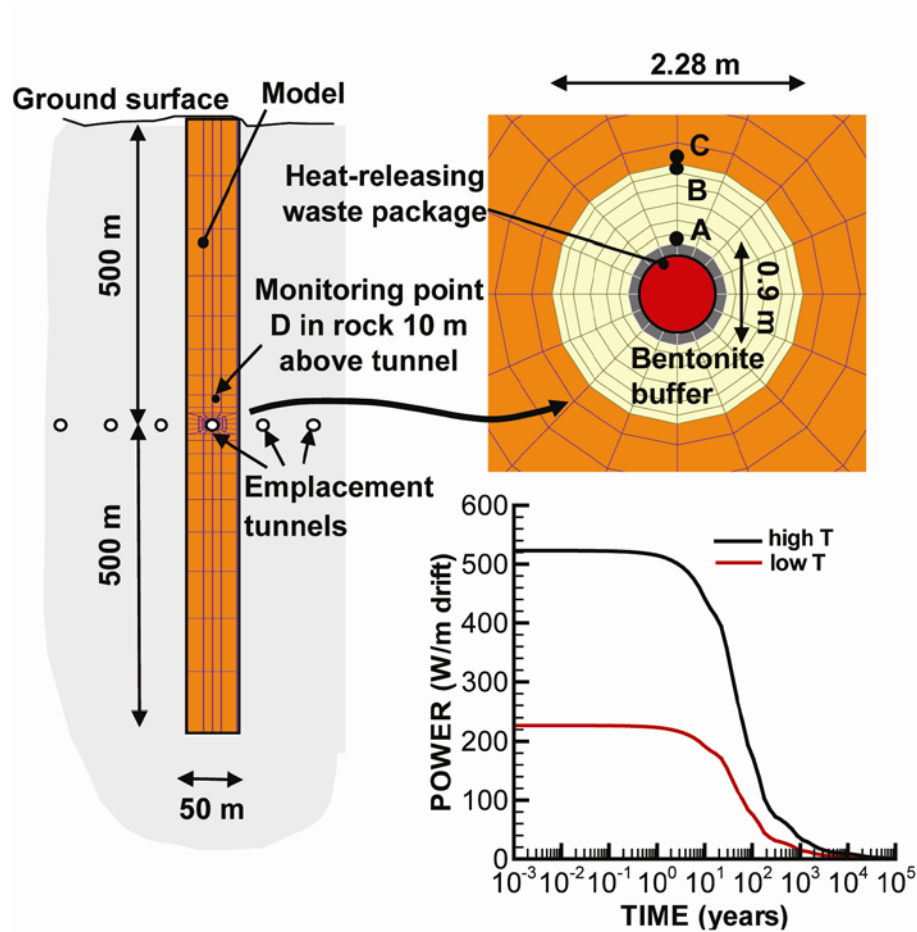 Ground surface
Model
500 m
Monitoring point
D in rock 10 m
above tunnel
Emplacement
tunnels
500 m
50 m
2.28 m
Heat-releasing
waste package
C
B
A
0.9 m
Bentonite
buffer
600
500
400
300
200
100
0
POWER (W/m drift)
high T
low T
10⁻³ 10⁻² 10⁻¹ 10⁰ 10¹ 10² 10³ 10⁴ 10⁵
TIME (years)